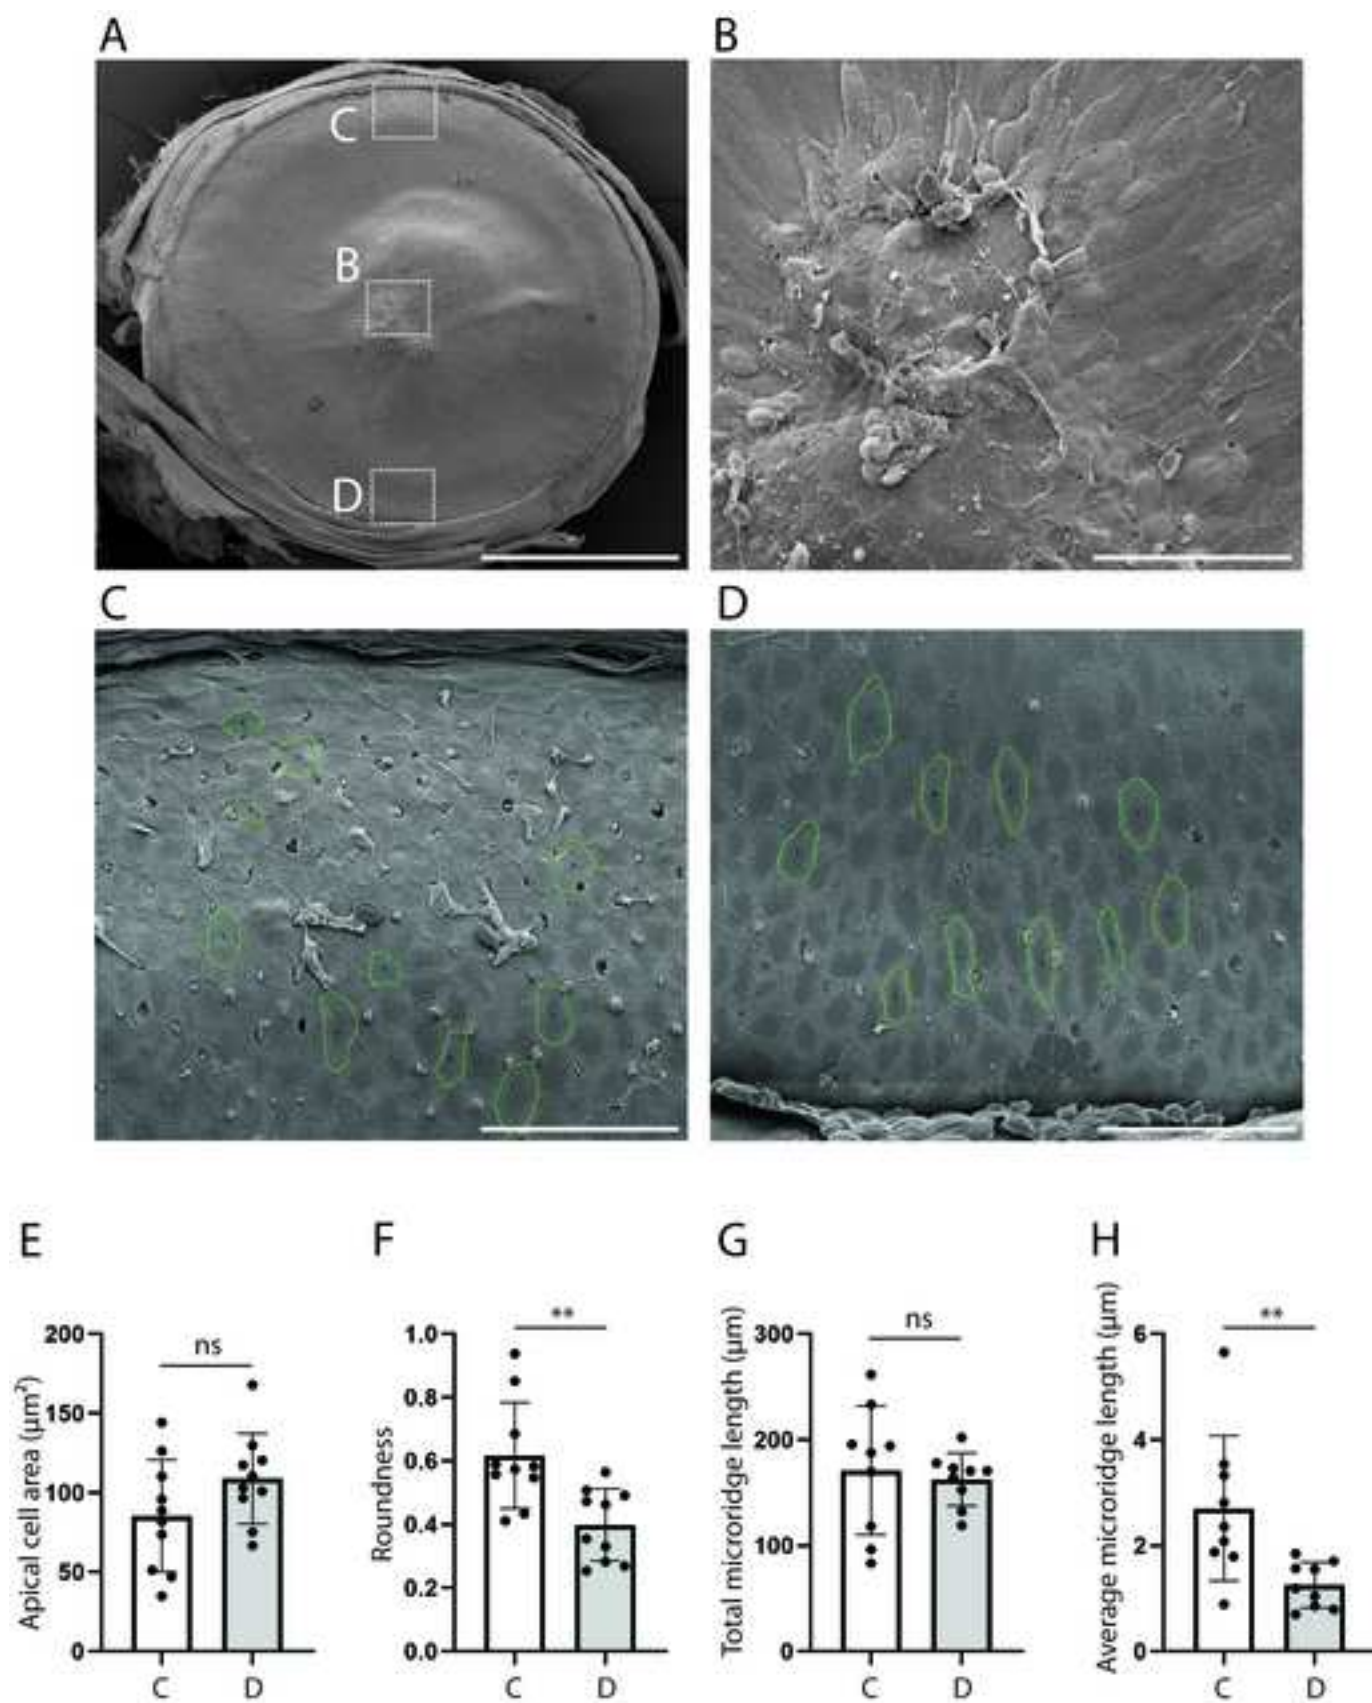 A
B
C
B
D
C
D
E
F
G
H
Apical cell area (µm²)
200
150
100
50
0
ns
C
D
Roundness
1.0
0.8
0.6
0.4
0.2
0.0
**
C
D
Total microridge length (µm)
300
200
100
0
ns
C
D
Average microridge length (µm)
6
4
2
0
**
C
D